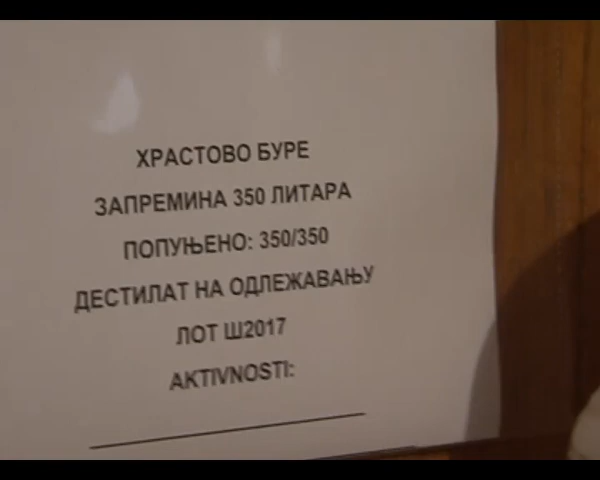 ХРАСТОВО БУРЕ
ЗАПРЕМИНА 350 ЛИТАРА
ПОПУЊЕНО: 350/350
ДЕСТИЛАТ НА ОДЛЕЖАВАЊУ
ЛОТ Ш2017
AKTIVNOSTI: